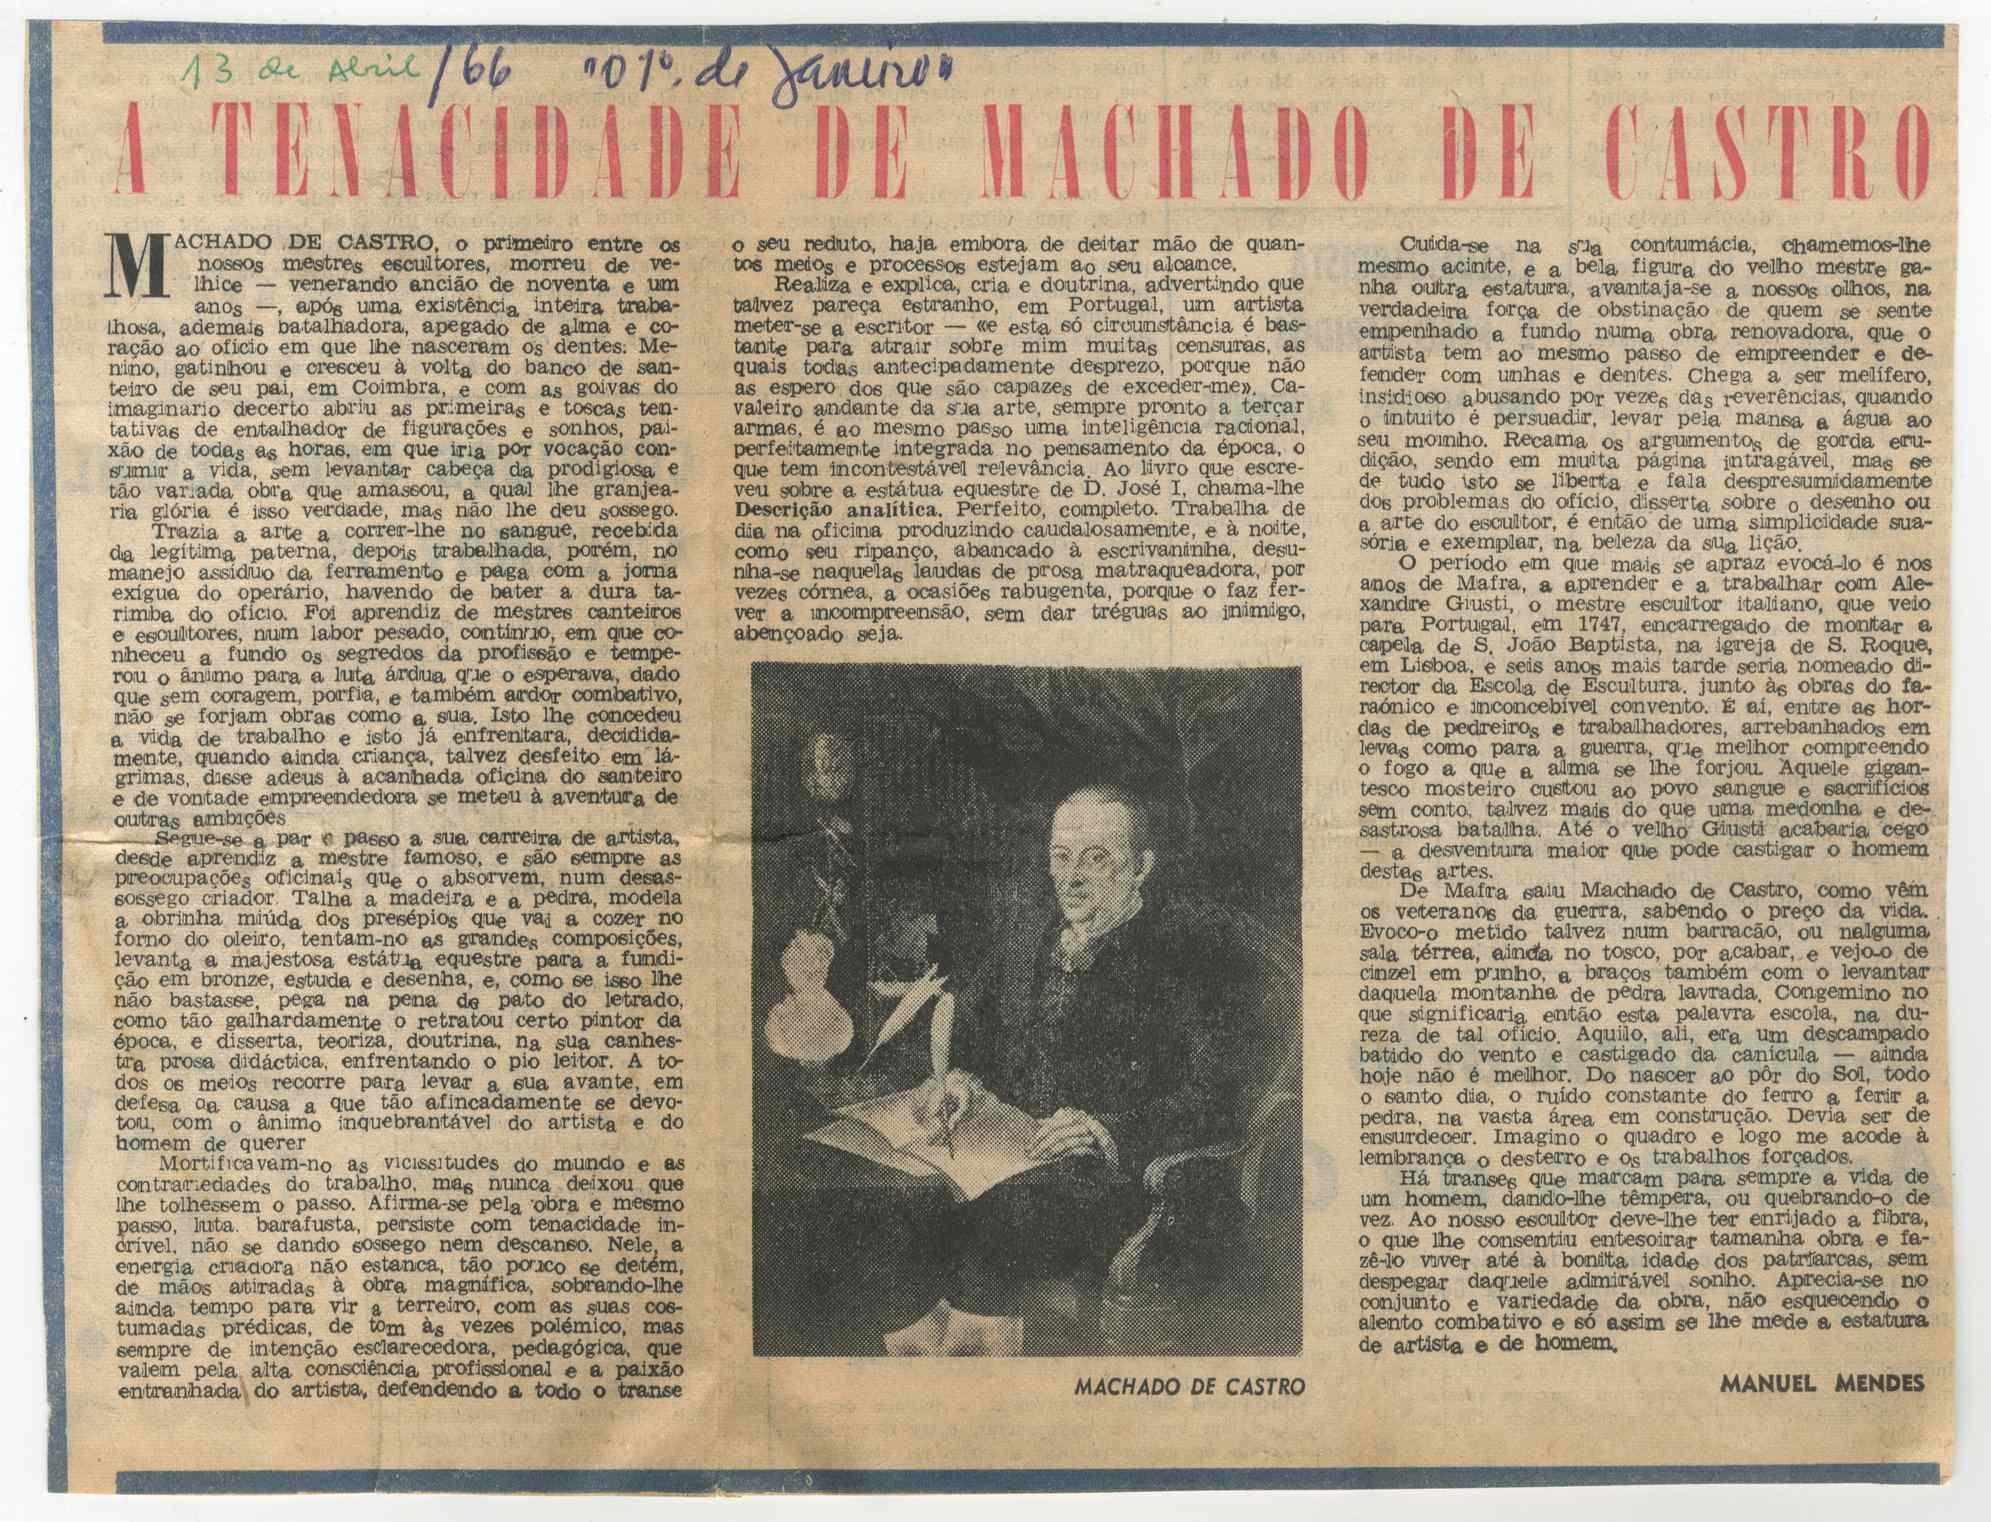 13 de Abril/66 "O 1º. de Janeiro"
A TENACIDADE DE MACHADO DE CASTRO
MACHADO DE CASTRO, o primeiro entre os
nossos mestres escultores, morreu de ve-
lhice — venerando ancião de noventa e um
anos —, após uma existência inteira traba-
lhosa, ademais batalhadora, apegado de alma e co-
ração ao ofício em que lhe nasceram os dentes. Me-
nino, gatinhou e cresceu à volta do banco de san-
teiro de seu pai, em Coimbra, e com as goivas do
imaginário decerto abriu as primeiras e toscas ten-
tativas de entalhador de figurações e sonhos, pai-
xão de todas as horas, em que iria por vocação con-
sumir a vida, sem levantar cabeça da prodigiosa e
tão variada obra que amassou, a qual lhe granjea-
ria glória é isso verdade, mas não lhe deu sossego.
Trazia a arte a correr-lhe no sangue, recebida
da legítima paterna, depois trabalhada, porém, no
manejo assíduo da ferramento e paga com a jorna
exígua do operário, havendo de bater a dura ta-
rimba do ofício. Foi aprendiz de mestres canteiros
e escultores, num labor pesado, contínuo, em que co-
nheceu a fundo os segredos da profissão e tempe-
rou o ânimo para a luta árdua que o esperava, dado
que sem coragem, porfia, e também ardor combativo,
não se forjam obras como a sua. Isto lhe concedeu
a vida de trabalho e isto já enfrentara, decidida-
mente, quando ainda criança, talvez desfeito em lá-
grimas, disse adeus à acanhada oficina do santeiro
e de vontade empreendedora se meteu à aventura de
outras ambições
Segue-se a par e passo a sua carreira de artista,
desde aprendiz a mestre famoso, e são sempre as
preocupações oficinais que o absorvem, num desas-
sossego criador. Talha a madeira e a pedra, modela
a obrinha miúda dos presépios que vai a cozer no
forno do oleiro, tentam-no as grandes composições,
levanta a majestosa estátua equestre para a fundi-
ção em bronze, estuda e desenha, e, como se isso lhe
não bastasse, pega na pena de pato do letrado,
como tão galhardamente o retratou certo pintor da
época, e disserta, teoriza, doutrina, na sua canhes-
tra prosa didáctica, enfrentando o pio leitor. A to-
dos os meios recorre para levar a sua avante, em
defesa da causa a que tão afincadamente se devo-
tou, com o ânimo inquebrantável do artista e do
homem de querer
Mortificavam-no as vicissitudes do mundo e as
contrariedades do trabalho, mas nunca deixou que
lhe tolhessem o passo. Afirma-se pela obra e mesmo
passo, luta. barafusta, persiste com tenacidade in-
crível, não se dando sossego nem descanso. Nele, a
energia criadora não estanca, tão pouco se detém,
de mãos atiradas à obra magnífica, sobrando-lhe
ainda tempo para vir a terreiro, com as suas cos-
tumadas prédicas, de tom às vezes polémico, mas
sempre de intenção esclarecedora, pedagógica, que
valem pela alta consciência profissional e a paixão
entranhada do artista, defendendo a todo o transe
o seu reduto, haja embora de deitar mão de quan-
tos meios e processos estejam ao seu alcance.
Realiza e explica, cria e doutrina, advertindo que
talvez pareça estranho, em Portugal, um artista
meter-se a escritor — «e esta só circunstância é bas-
tante para atrair sobre mim muitas censuras, as
quais todas antecipadamente desprezo, porque não
as espero dos que são capazes de exceder-me». Ca-
valeiro andante da sua arte, sempre pronto a terçar
armas, é ao mesmo passo uma inteligência racional,
perfeitamente integrada no pensamento da época, o
que tem incontestável relevância. Ao livro que escre-
veu sobre a estátua equestre de D. José I, chama-lhe
Descrição analítica. Perfeito, completo. Trabalha de
dia na oficina produzindo caudalosamente, e à noite,
como seu ripanço, abancado à escrivaninha, desu-
nha-se naquelas laudas de prosa matraqueadora, por
vezes córnea, a ocasiões rabugenta, porque o faz fer-
ver a incompreensão, sem dar tréguas ao inimigo,
abençoado seja.
MACHADO DE CASTRO
Cuida-se na sua contumácia, chamemos-lhe
mesmo acinte, e a bela figura do velho mestre ga-
nha outra estatura, avantaja-se a nossos olhos, na
verdadeira força de obstinação de quem se sente
empenhado a fundo numa obra renovadora, que o
artista tem ao mesmo passo de empreender e de-
fender com unhas e dentes. Chega a ser melífero,
insidioso abusando por vezes das reverências, quando
o intuito é persuadir, levar pela mansa a água ao
seu moinho. Recama os argumentos de gorda eru-
dição, sendo em muita página intragável, mas se
de tudo isto se liberta e fala despresumidamente
dos problemas do ofício, disserta sobre o desenho ou
a arte do escultor, é então de uma simplicidade sua-
sória e exemplar, na beleza da sua lição.
O período em que mais se apraz evocá-lo é nos
anos de Mafra, a aprender e a trabalhar com Ale-
xandre Giusti, o mestre escultor italiano, que veio
para Portugal, em 1747, encarregado de montar a
capela de S. João Baptista, na igreja de S. Roque,
em Lisboa, e seis anos mais tarde seria nomeado di-
rector da Escola de Escultura. junto às obras do fa-
raónico e inconcebível convento. É aí, entre as hor-
das de pedreiros e trabalhadores, arrebanhados em
levas como para a guerra, que melhor compreendo
o fogo a que a alma se lhe forjou. Aquele gigan-
tesco mosteiro custou ao povo sangue e sacrifícios
sem conto, talvez mais do que uma medonha e de-
sastrosa batalha. Até o velho Giusti acabaria cego
— a desventura maior que pode castigar o homem
destas artes.
De Mafra saiu Machado de Castro, como vêm
os veteranos da guerra, sabendo o preço da vida.
Evoco-o metido talvez num barracão, ou nalguma
sala térrea, ainda no tosco, por acabar, e vejo-o de
cinzel em punho, a braços também com o levantar
daquela montanha de pedra lavrada. Congemino no
que significaria então esta palavra escola, na du-
reza de tal ofício. Aquilo, ali, era um descampado
batido do vento e castigado da canícula — ainda
hoje não é melhor. Do nascer ao pôr do Sol, todo
o santo dia, o ruído constante do ferro a ferir a
pedra, na vasta área em construção. Devia ser de
ensurdecer. Imagino o quadro e logo me acode à
lembrança o desterro e os trabalhos forçados.
Há transes que marcam para sempre a vida de
um homem, dando-lhe têmpera, ou quebrando-o de
vez. Ao nosso escultor deve-lhe ter enrijado a fibra,
o que lhe consentiu entesoirar tamanha obra e fa-
zê-lo viver até à bonita idade dos patriarcas, sem
despegar daquele admirável sonho. Aprecia-se no
conjunto e variedade da obra, não esquecendo o
alento combativo e só assim se lhe mede a estatura
de artista e de homem.
MANUEL MENDES